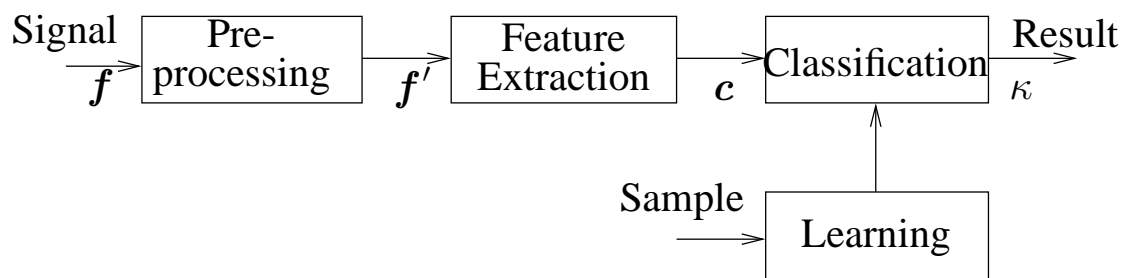 Signal
f
Pre-
processing
f′
Feature
Extraction
c
Classification
Result
κ
Sample
Learning